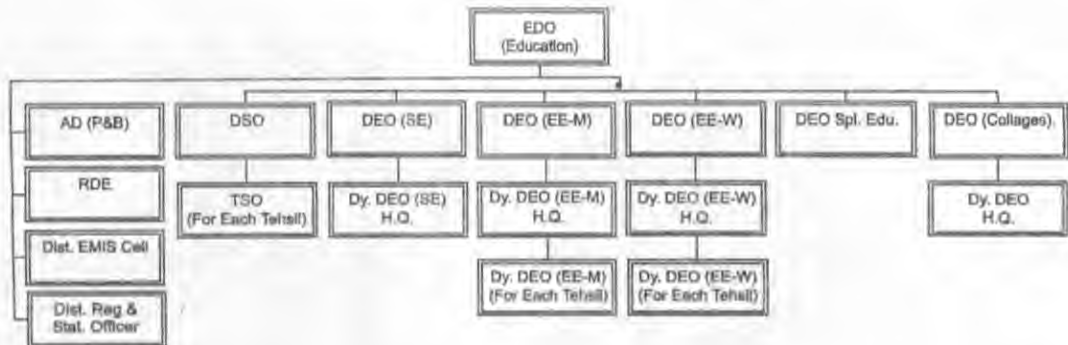 EDO
(Education)
AD (P&B)
DSO
DEO (SE)
DEO (EE-M)
DEO (EE-W)
DEO Spl. Edu.
DEO (Collages).
RDE
TSO
(For Each Tehsil)
Dy. DEO (SE)
H.Q.
Dy. DEO (EE-M)
H.Q.
Dy. DEO (EE-W)
H.Q.
Dy. DEO
H.Q.
Dist. EMIS Cell
Dy. DEO (EE-M)
(For Each Tehsil)
Dy. DEO (EE-W)
(For Each Tehsil)
Dist. Reg &
Stat. Officer